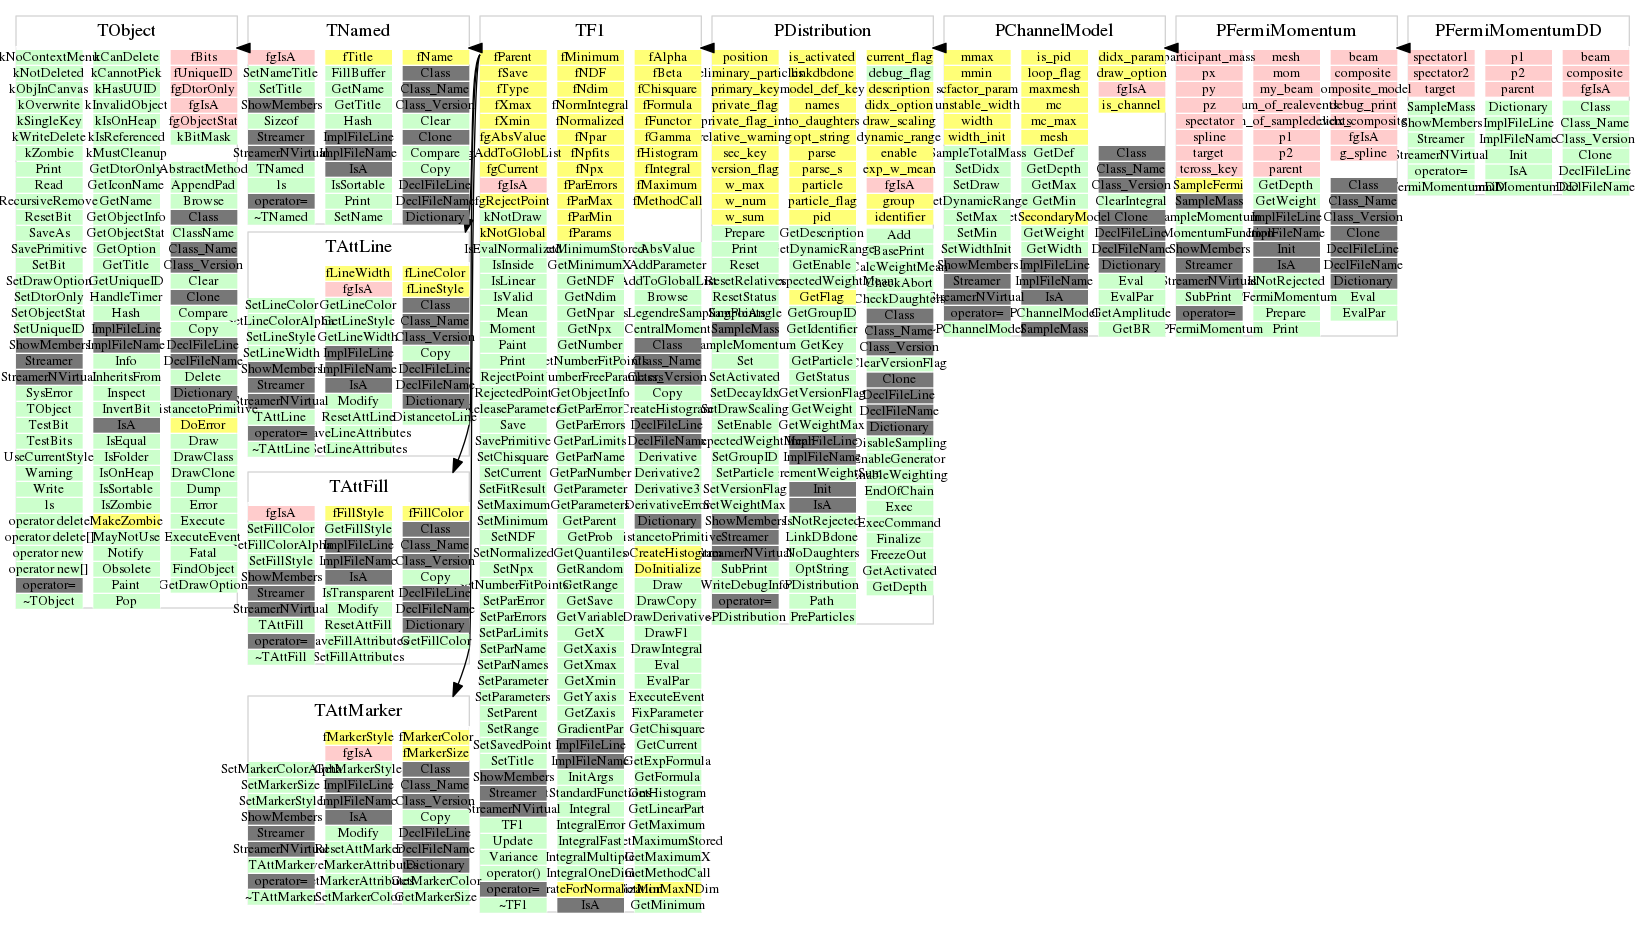 TObject
kCanDelete fBits
kNotDeleted kCannotPick fUniqueID
kObjInCanvas kHasUUID fgDtorOnly
kOverwrite kInvalidObject fgIsA
kSingleKey kIsOnHeap fgObjectStat
kWriteDelete kIsReferenced kBitMask
kZombie kMustCleanup
Print GetDtorOnly AbstractMethod
Read GetIconName AppendPad
RecursiveRemove GetName Browse
ResetBit GetObjectInfo Class
SaveAs GetObjectStat ClassName
SavePrimitive GetOption Class_Name
SetBit GetTitle Class_Version
SetDrawOption GetUniqueID Clear
SetDtorOnly HandleTimer Clone
SetObjectStat Hash Compare
SetUniqueID ImplFileLine Copy
ShowMembers ImplFileName DeclFileLine
Streamer Info DeclFileName
StreamerNVirtual InheritsFrom Delete
SysError Inspect Dictionary
TObject InvertBit
TestBit IsA DoError
TestBits IsEqual Draw
UseCurrentStyle IsFolder DrawClass
Warning IsOnHeap DrawClone
Write IsSortable Dump
ls IsZombie Error
operator delete MakeZombie Execute
operator delete[] MayNotUse ExecuteEvent
operator new Notify Fatal
operator new[] Obsolete FindObject
operator= Paint GetDrawOption
~TObject Pop
TNamed
fgIsA fTitle fName
SetNameTitle FillBuffer Class
SetTitle GetName Class_Name
ShowMembers GetTitle Class_Version
Sizeof Hash Clear
Streamer ImplFileLine Clone
StreamerNVirtual ImplFileName Compare
TNamed IsA Copy
ls IsSortable DeclFileLine
operator= Print DeclFileName
~TNamed SetName Dictionary
TAttLine
fLineWidth fLineColor
fgIsA fLineStyle
SetLineColor GetLineColor Class
GetLineStyle Class_Name
SetLineStyle GetLineWidth Class_Version
SetLineWidth ImplFileLine Copy
ShowMembers ImplFileName DeclFileLine
Streamer IsA DeclFileName
StreamerNVirtual Modify Dictionary
TAttLine ResetAttLine DistancetoLine
operator=
~TAttLine SetLineAttributes
TAttFill
fgIsA fFillStyle fFillColor
SetFillColor GetFillStyle Class
ImplFileLine Class_Name
SetFillStyle ImplFileName Class_Version
ShowMembers IsA Copy
Streamer IsTransparent DeclFileLine
StreamerNVirtual Modify DeclFileName
TAttFill ResetAttFill Dictionary
operator= GetFillColor
~TAttFill SetFillAttributes
TAttMarker
fMarkerStyle fMarkerColor
fgIsA fMarkerSize
SetMarkerColorAlpha GetMarkerStyle Class
SetMarkerSize ImplFileLine Class_Name
SetMarkerStyle ImplFileName Class_Version
ShowMembers IsA Copy
Streamer Modify DeclFileLine
StreamerNVirtual ResetAttMarker DeclFileName
TAttMarker Dictionary
operator= GetMarkerColor
~TAttMarker SetMarkerColor GetMarkerSize
TF1
fParent fMinimum fAlpha
fSave fNDF fBeta
fType fNdim fChisquare
fXmax fNormIntegral fFormula
fXmin fNormalized fFunctor
fgAbsValue fNpar fGamma
fgAddToGlobList fNpfits fHistogram
fgCurrent fNpx fIntegral
fgIsA fParErrors fMaximum
fgRejectPoint fParMax fMethodCall
kNotDraw fParMin
kNotGlobal fParams
IsEvalNormalized AbsValue
IsInside GetMinimumX AddParameter
IsLinear GetNDF AddToGlobalList
IsValid GetNdim Browse
Mean GetNpar
Moment GetNpx CentralMoment
Paint GetNumber Class
Print Class_Name
RejectPoint Class_Version
RejectedPoint GetObjectInfo Copy
ReleaseParameter GetParError CreateHistogram
Save GetParErrors DeclFileLine
SavePrimitive GetParLimits DeclFileName
SetChisquare GetParName Derivative
SetCurrent GetParNumber Derivative2
SetFitResult GetParameter Derivative3
SetMaximum GetParameters DerivativeError
SetMinimum GetParent Dictionary
SetNDF GetProb
SetNormalized GetQuantiles DoCreateHistogram
SetNpx GetRandom DoInitialize
GetRange Draw
SetParError GetSave DrawCopy
SetParErrors GetVariable DrawDerivative
SetParLimits GetX DrawF1
SetParName GetXaxis DrawIntegral
SetParNames GetXmax Eval
SetParameter GetXmin EvalPar
SetParameters GetYaxis ExecuteEvent
SetParent GetZaxis FixParameter
SetRange GradientPar GetChisquare
SetSavedPoint ImplFileLine GetCurrent
SetTitle ImplFileName GetExpFormula
ShowMembers InitArgs GetFormula
Streamer GetHistogram
StreamerNVirtual Integral GetLinearPart
TF1 IntegralError GetMaximum
Update IntegralFast
Variance IntegralMultiple GetMaximumX
operator() IntegralOneDim GetMethodCall
operator=
~TF1 IsA GetMinimum
PDistribution
position is_activated current_flag
linkdbdone debug_flag
primary_key model_def_key description
private_flag names didx_option
no_daughters draw_scaling
relative_warning opt_string dynamic_range
sec_key parse enable
version_flag parse_s exp_w_mean
w_max particle fgIsA
w_num particle_flag group
w_sum pid identifier
Prepare GetDescription Add
Print GetDynamicRange BasePrint
Reset GetEnable CalcWeightMean
ResetRelatives CheckAbort
ResetStatus GetFlag CheckDaughters
GetGroupID Class
SampleMass GetIdentifier Class_Name
SampleMomentum GetKey Class_Version
Set GetParticle ClearVersionFlag
SetActivated GetStatus Clone
SetDecayIdx GetVersionFlag DeclFileLine
SetDrawScaling GetWeight DeclFileName
SetEnable GetWeightMax Dictionary
ImplFileLine DisableSampling
SetGroupID ImplFileName EnableGenerator
SetParticle EnableWeighting
SetVersionFlag Init EndOfChain
SetWeightMax IsA Exec
ShowMembers IsNotRejected ExecCommand
Streamer LinkDBdone Finalize
StreamerNVirtual NoDaughters FreezeOut
SubPrint OptString GetActivated
WriteDebugInfo PDistribution GetDepth
operator= Path
~PDistribution PreParticles
PChannelModel
mmax is_pid didx_param
mmin loop_flag draw_option
scfactor_param maxmesh fgIsA
unstable_width mc is_channel
width mc_max
width_init mesh
SampleTotalMass GetDef Class
SetDidx GetDepth Class_Name
SetDraw GetMax Class_Version
SetDynamicRange GetMin ClearIntegral
SetMax GetSecondaryModel Clone
SetMin GetWeight DeclFileLine
SetWidthInit GetWidth DeclFileName
ShowMembers ImplFileLine Dictionary
Streamer ImplFileName Eval
StreamerNVirtual IsA EvalPar
operator= PChannelModel GetAmplitude
~PChannelModel SampleMass GetBR
PFermiMomentum
participant_mass mesh beam
px mom composite
py my_beam composite_model
pz num_of_realevents debug_print
spectator
spline p1 fgIsA
target p2 g_spline
tcross_key parent
SampleFermi GetDepth Class
SampleMass GetWeight Class_Name
SampleMomentum ImplFileLine Class_Version
ImplFileName Clone
ShowMembers Init DeclFileLine
Streamer IsA DeclFileName
StreamerNVirtual IsNotRejected Dictionary
SubPrint PFermiMomentum Eval
operator= Prepare EvalPar
~PFermiMomentum Print
PFermiMomentumDD
spectator1 p1 beam
spectator2 p2 composite
target parent fgIsA
SampleMass Dictionary Class
ShowMembers ImplFileLine Class_Name
Streamer ImplFileName Class_Version
StreamerNVirtual Init Clone
operator= IsA DeclFileLine
DeclFileName